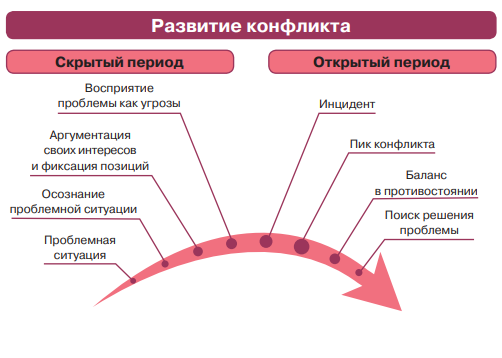 Развитие конфликта
Скрытый период
Открытый период
Восприятие
проблемы как угрозы
Аргументация
своих интересов
и фиксация позиций
Осознание
проблемной ситуации
Проблемная
ситуация
Инцидент
Пик конфликта
Баланс
в противостоянии
Поиск решения
проблемы